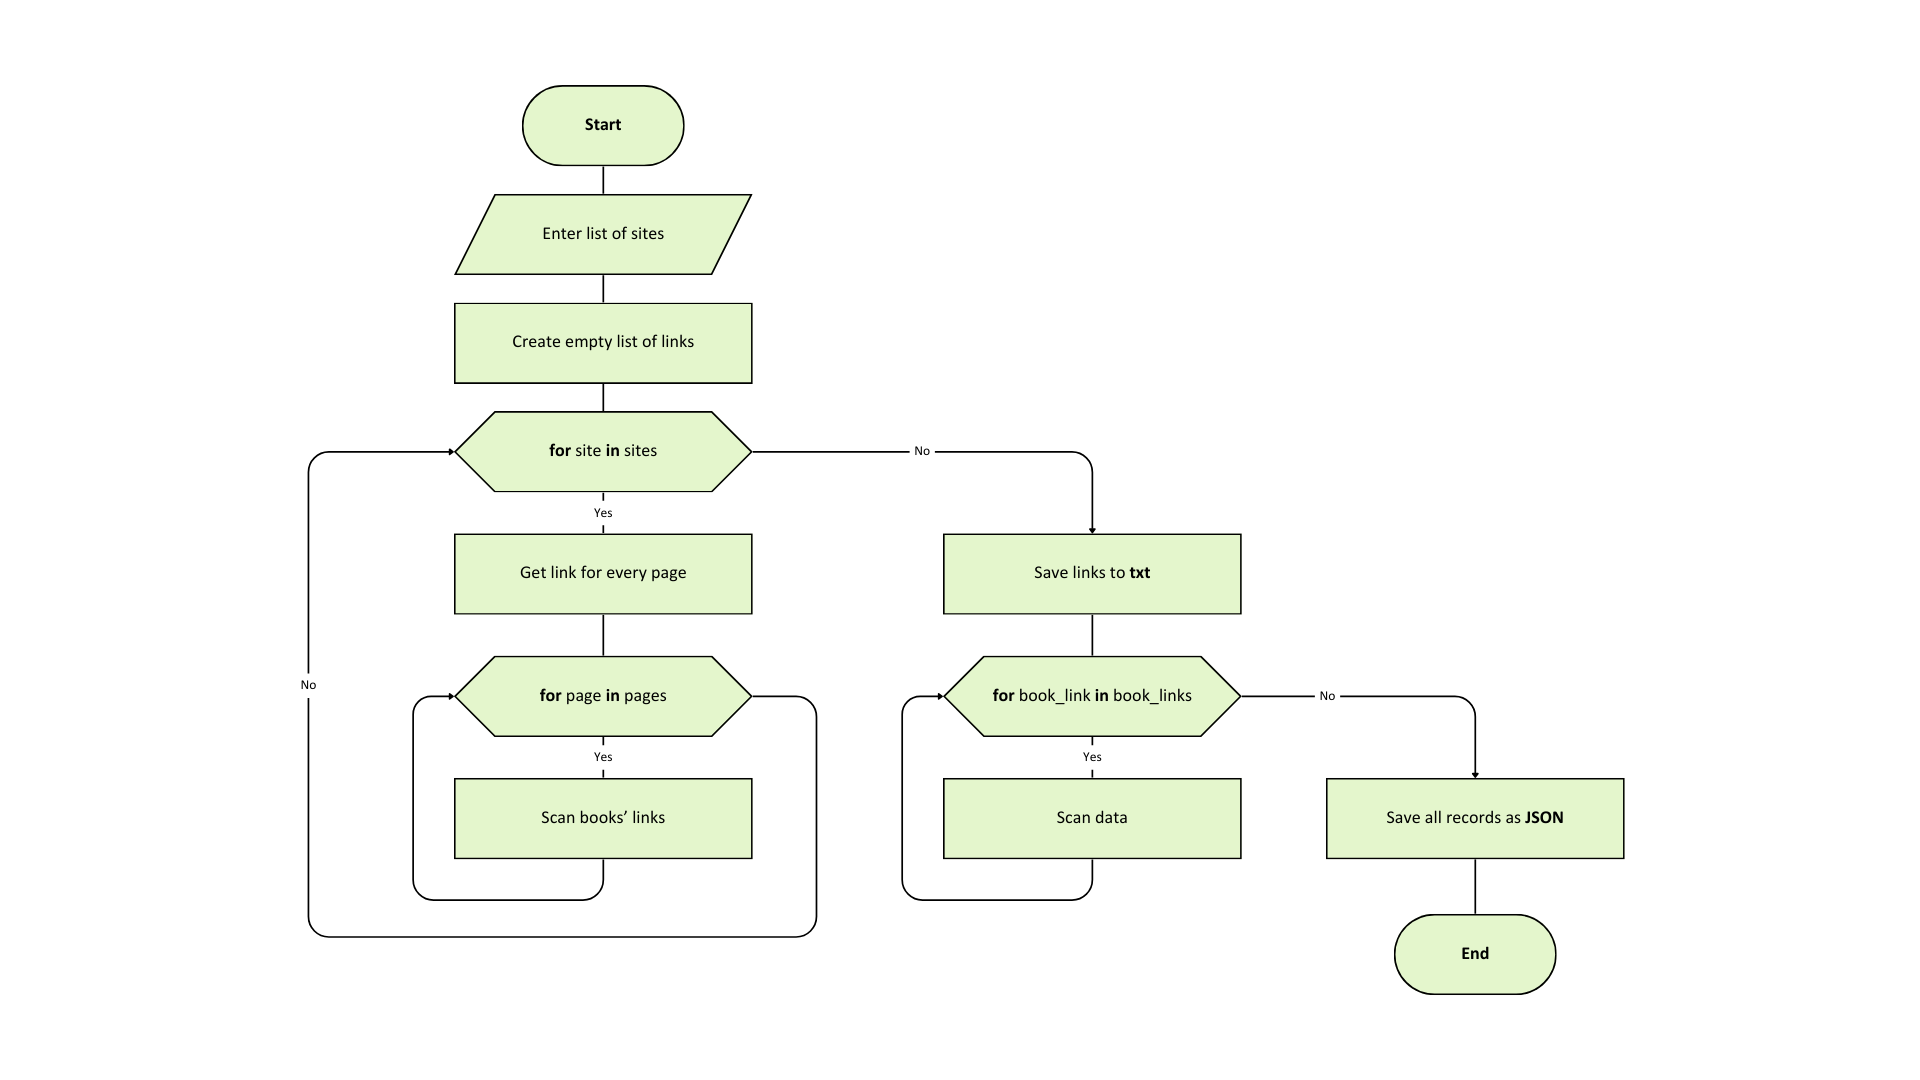 Start
Enter list of sites
Create empty list of links
for site in sites
No
Yes
Get link for every page
Save links to txt
No
for page in pages
for book_link in book_links
No
Yes
Yes
Scan books’ links
Scan data
Save all records as JSON
End